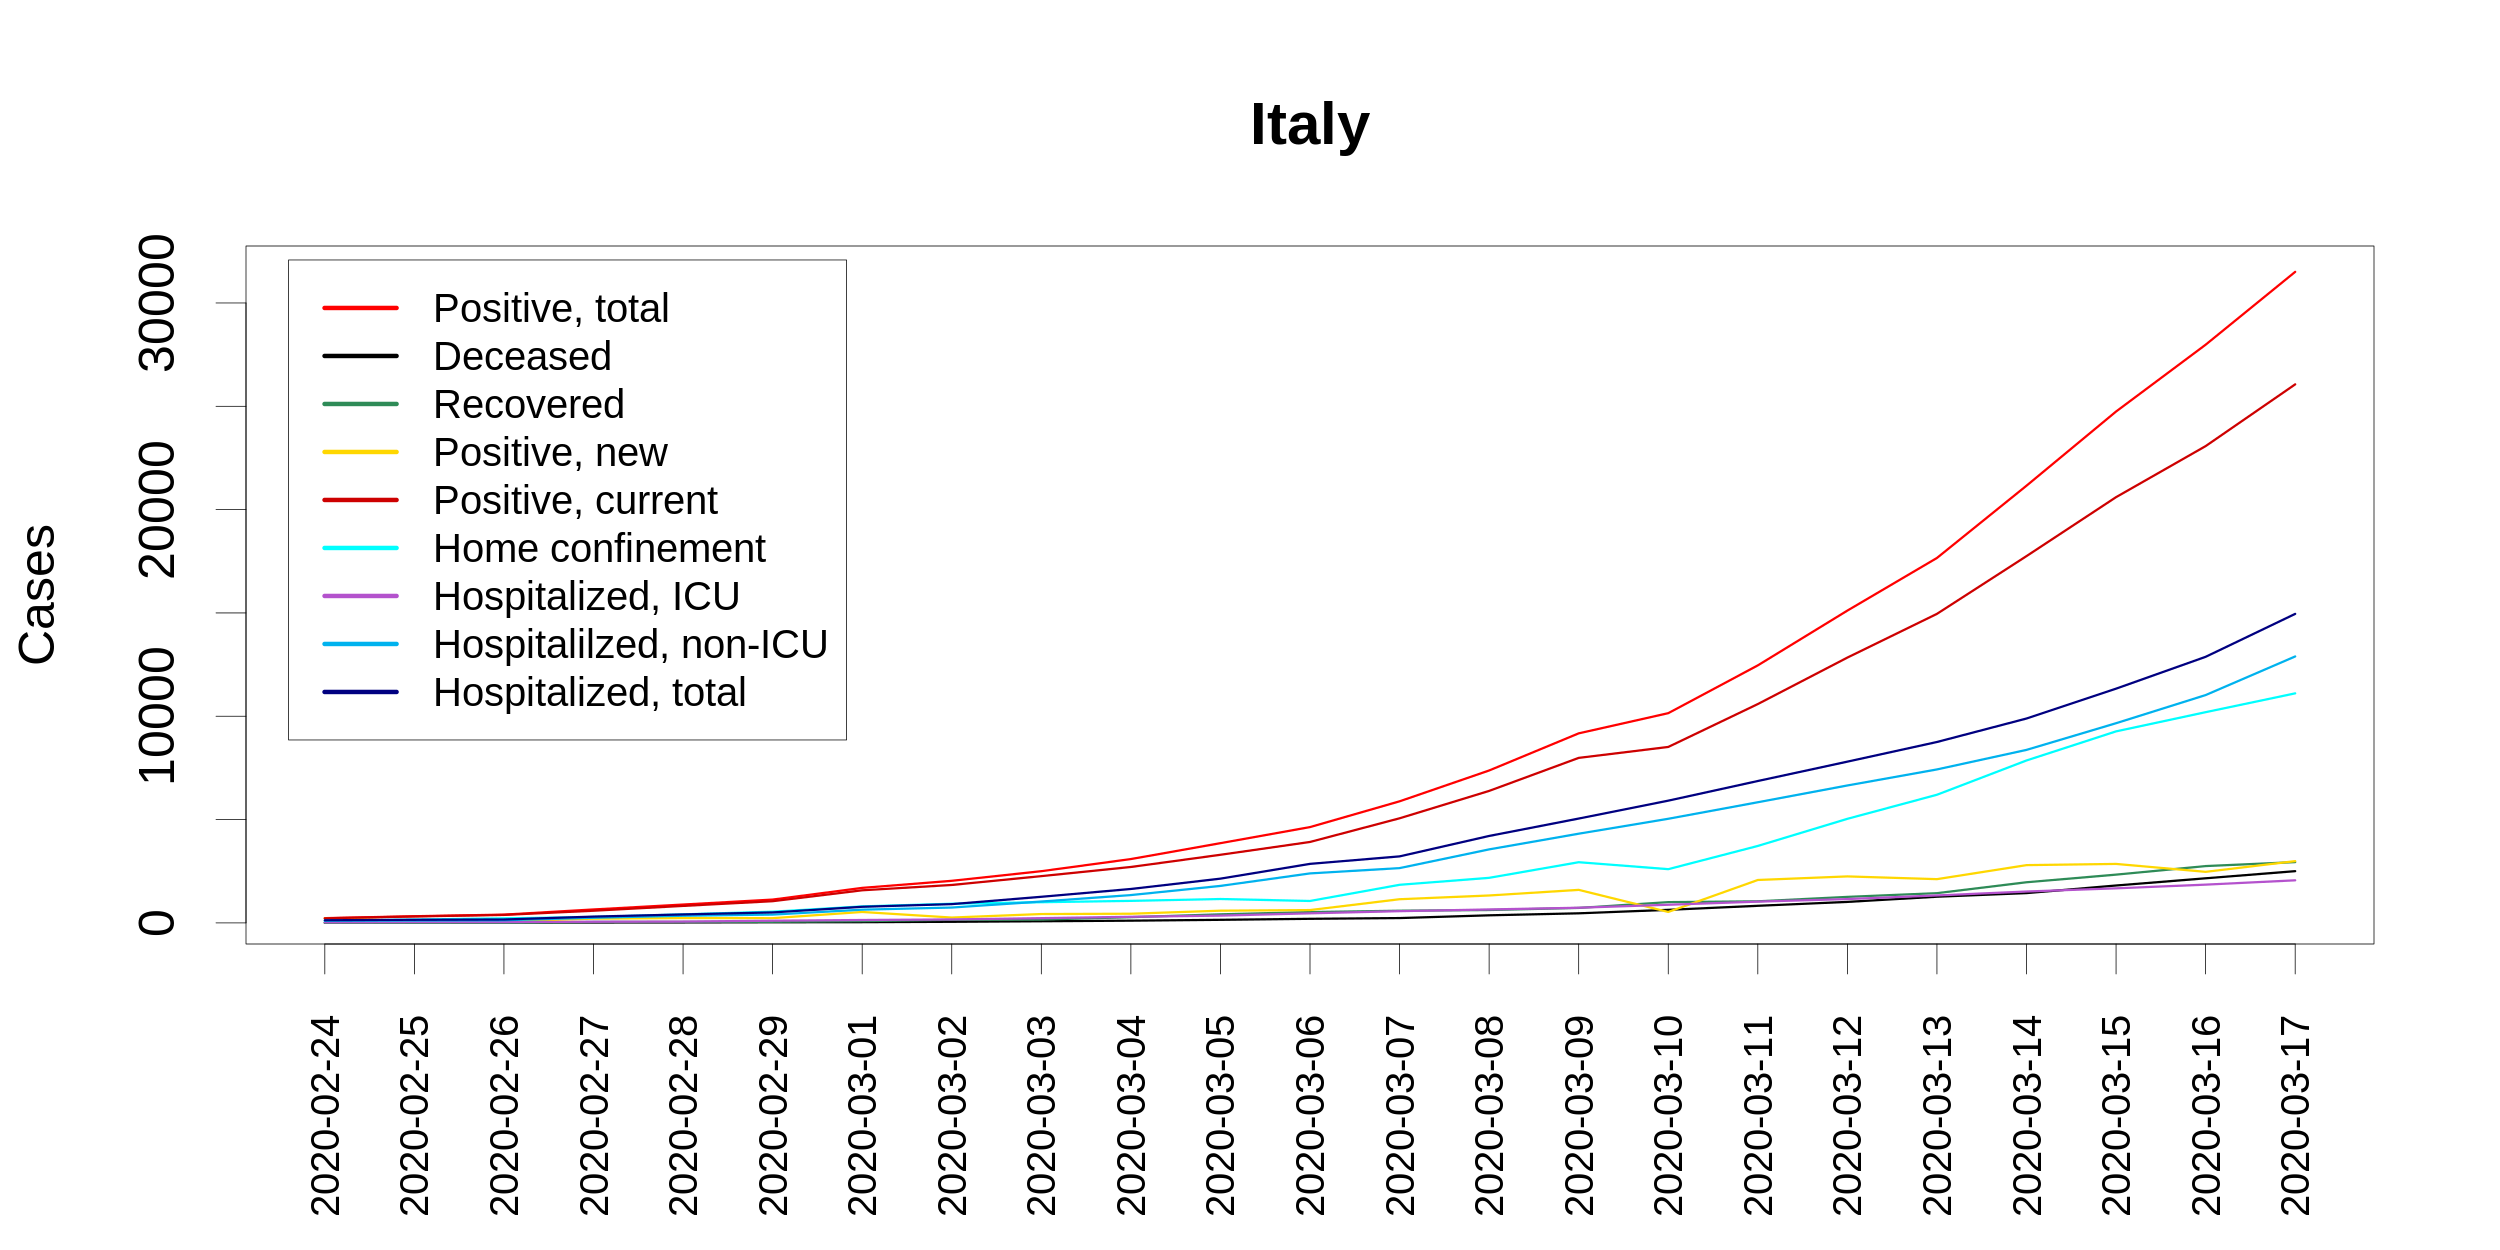 Italy
Cases
30000
20000
10000
0
Positive, total
Deceased
Recovered
Positive, new
Positive, current
Home confinement
Hospitalized, ICU
Hospitalilzed, non-ICU
Hospitalized, total
2020-02-24
2020-02-25
2020-02-26
2020-02-27
2020-02-28
2020-02-29
2020-03-01
2020-03-02
2020-03-03
2020-03-04
2020-03-05
2020-03-06
2020-03-07
2020-03-08
2020-03-09
2020-03-10
2020-03-11
2020-03-12
2020-03-13
2020-03-14
2020-03-15
2020-03-16
2020-03-17